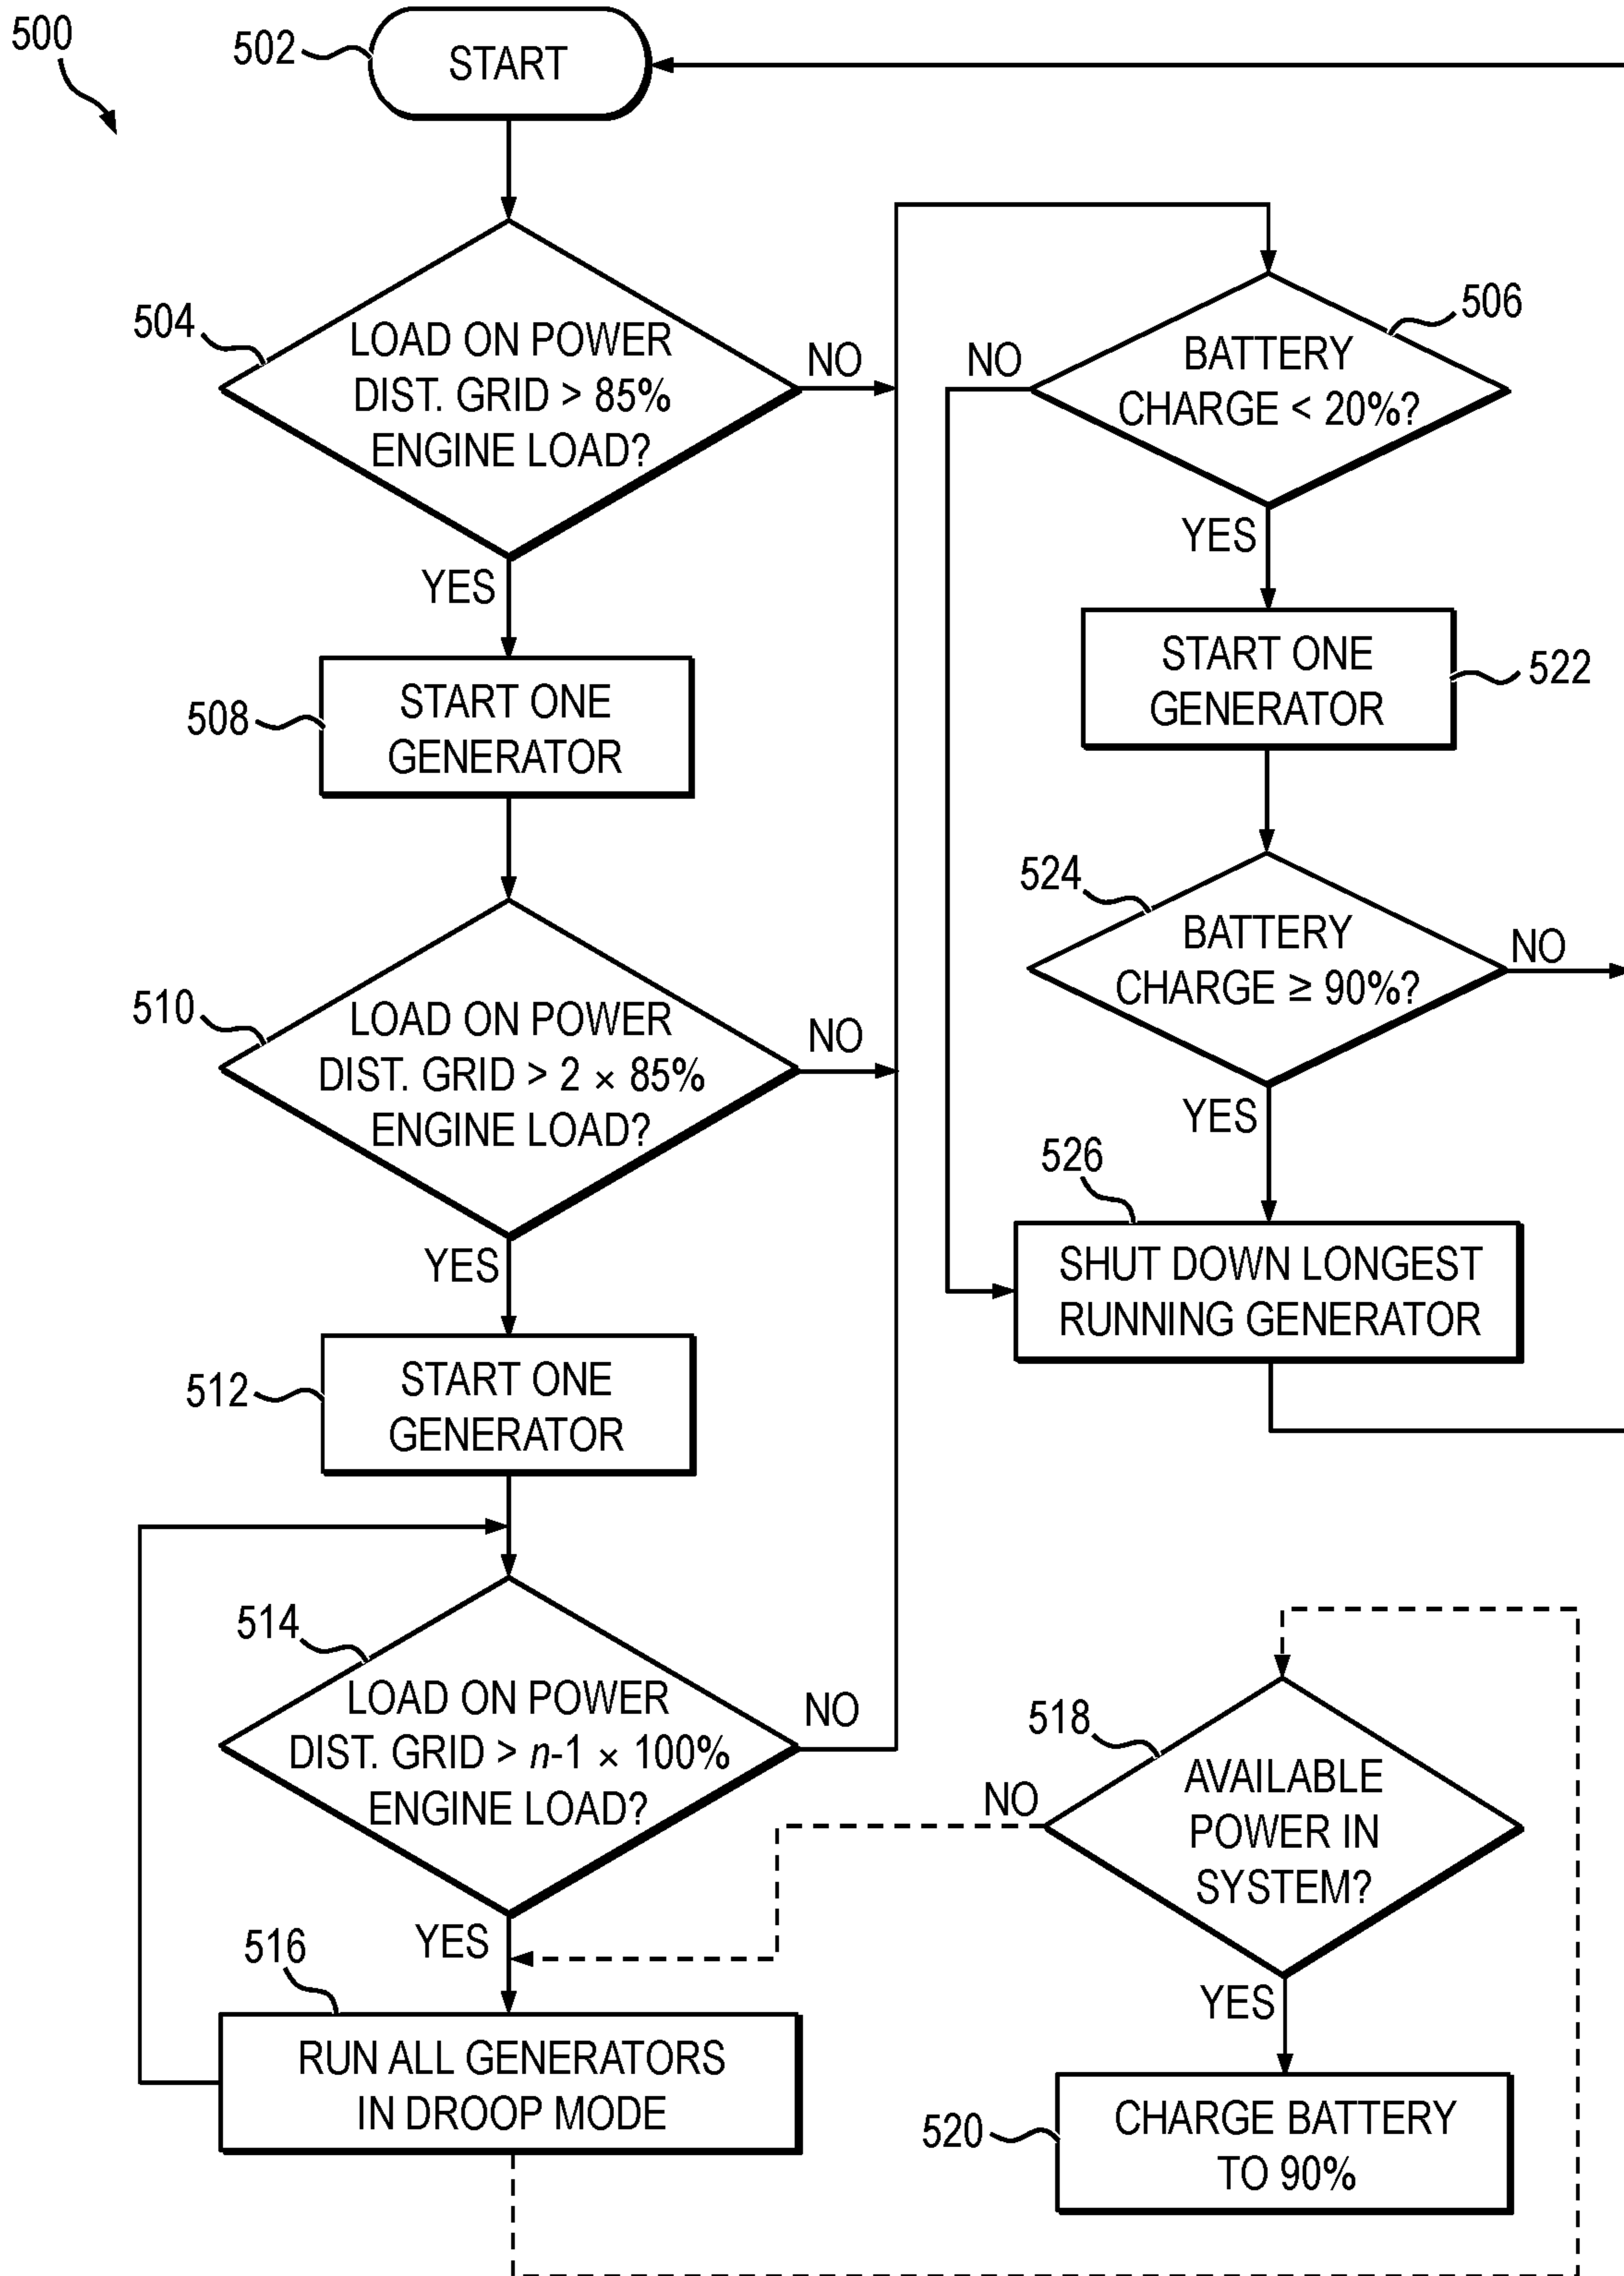 500
502
START
504
LOAD ON POWER
DIST. GRID > 85%
ENGINE LOAD?
NO
YES
508
START ONE
GENERATOR
510
LOAD ON POWER
DIST. GRID > 2 × 85%
ENGINE LOAD?
NO
YES
512
START ONE
GENERATOR
514
LOAD ON POWER
DIST. GRID > n-1 × 100%
ENGINE LOAD?
NO
YES
516
RUN ALL GENERATORS
IN DROOP MODE
506
BATTERY
CHARGE < 20%?
NO
YES
START ONE
GENERATOR
522
524
BATTERY
CHARGE ≥ 90%?
NO
YES
526
SHUT DOWN LONGEST
RUNNING GENERATOR
518
AVAILABLE
POWER IN
SYSTEM?
NO
YES
520
CHARGE BATTERY
TO 90%